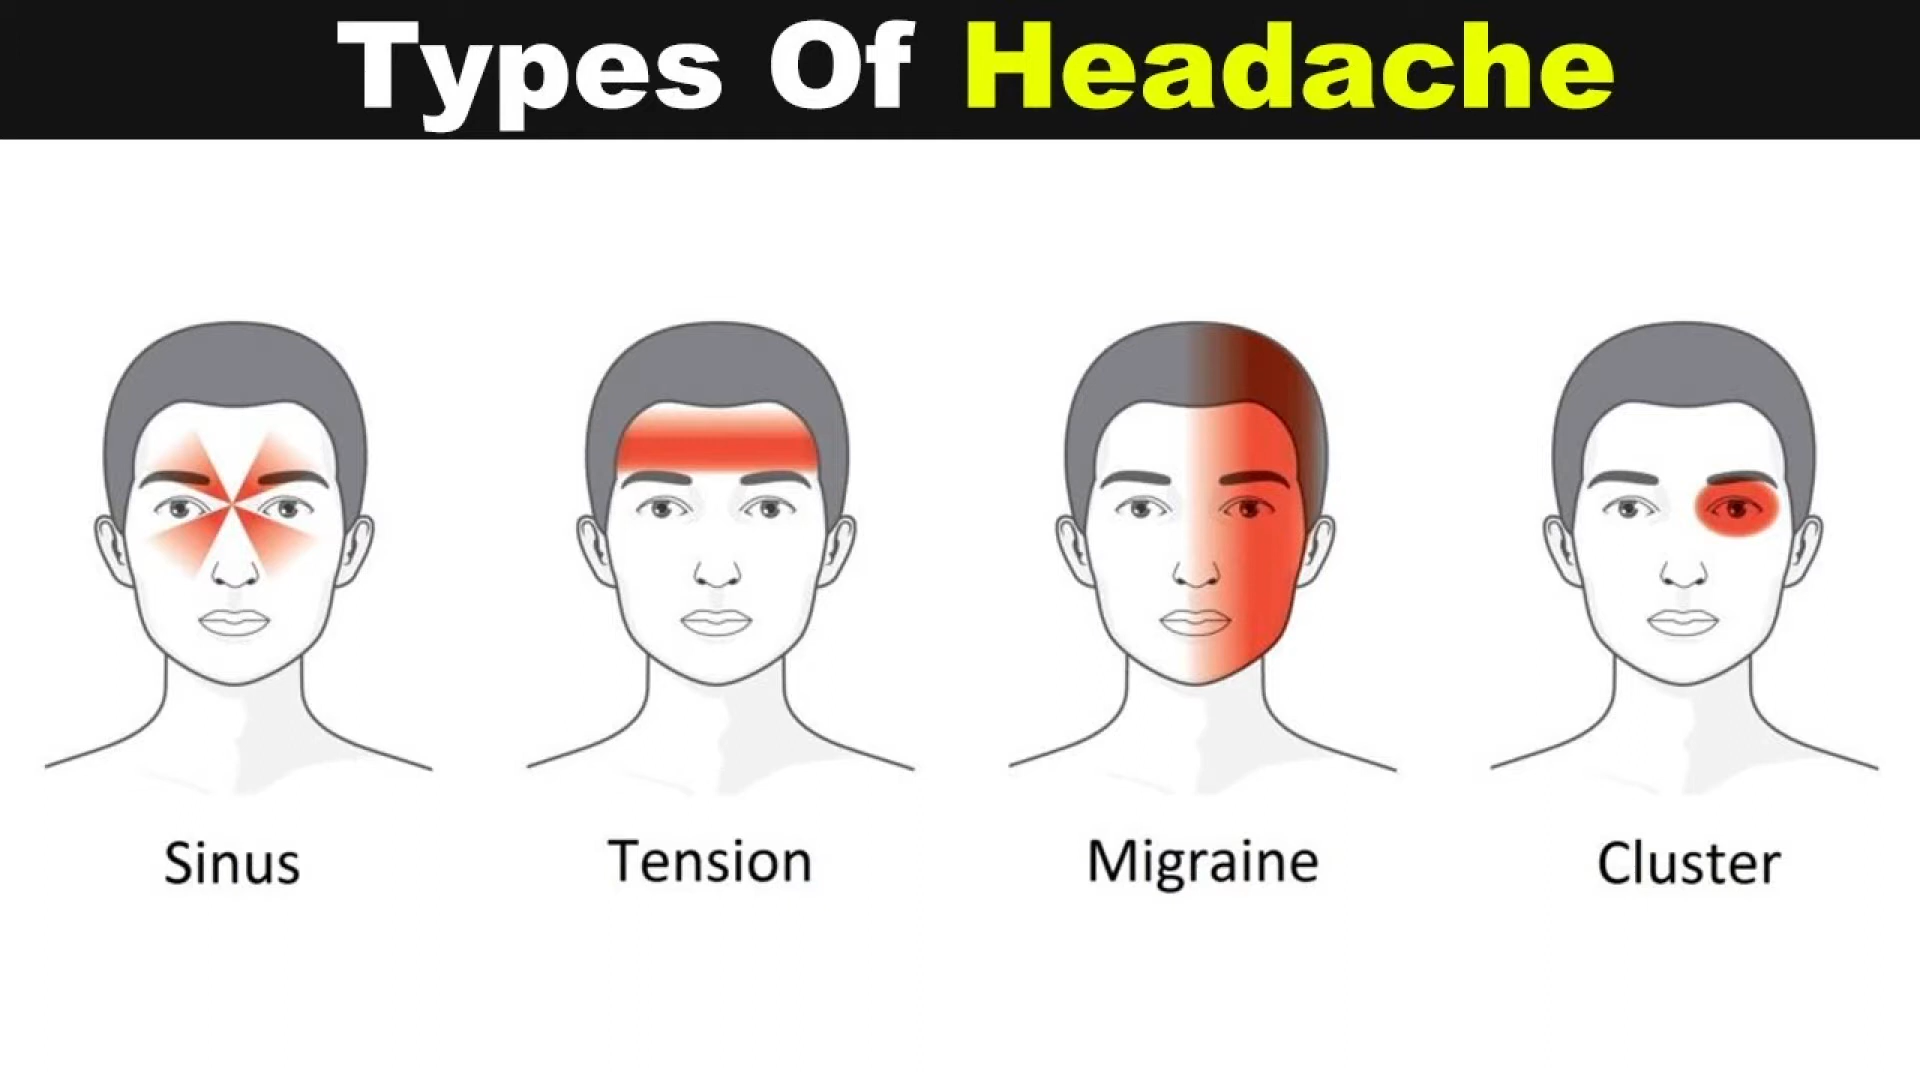 Types Of Headache
Sinus
Tension
Migraine
Cluster